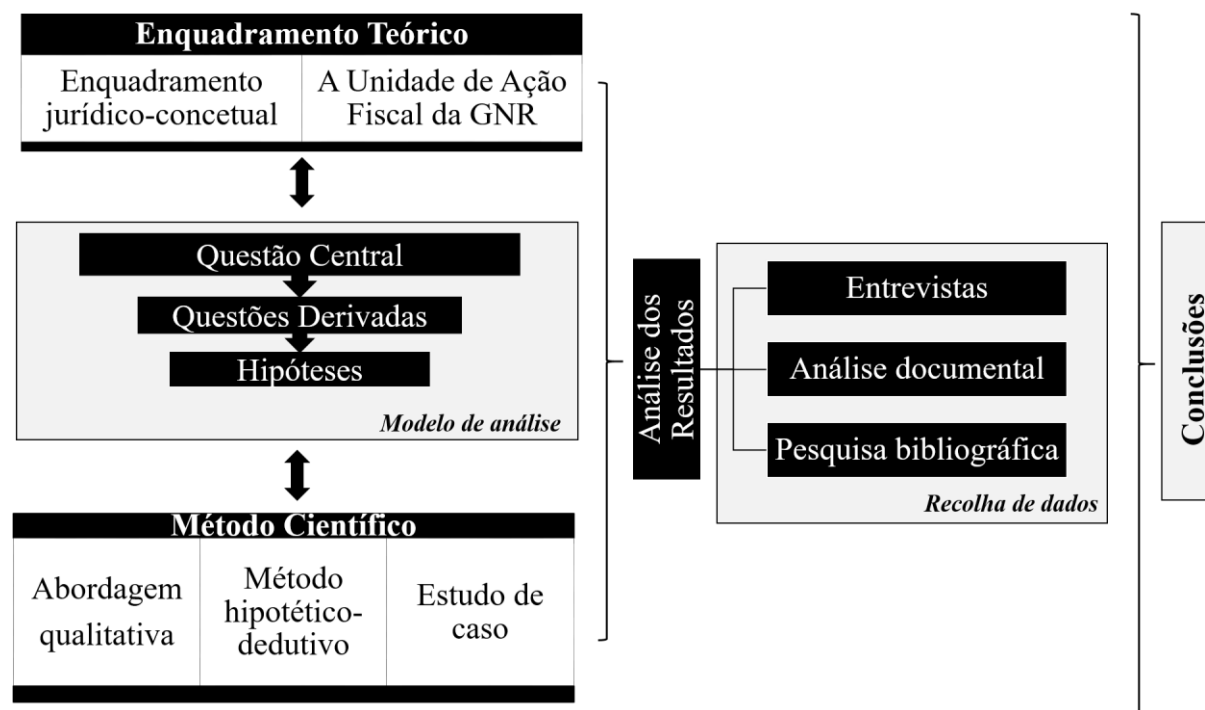 Enquadramento Teórico
Enquadramento
jurídico-concetual
A Unidade de Ação
Fiscal da GNR
Questão Central
Questões Derivadas
Hipóteses
Modelo de análise
Método Científico
Abordagem
qualitativa
Método
hipotético-
dedutivo
Estudo de
caso
Análise dos
Resultados
Entrevistas
Análise documental
Pesquisa bibliográfica
Recolha de dados
Conclusões